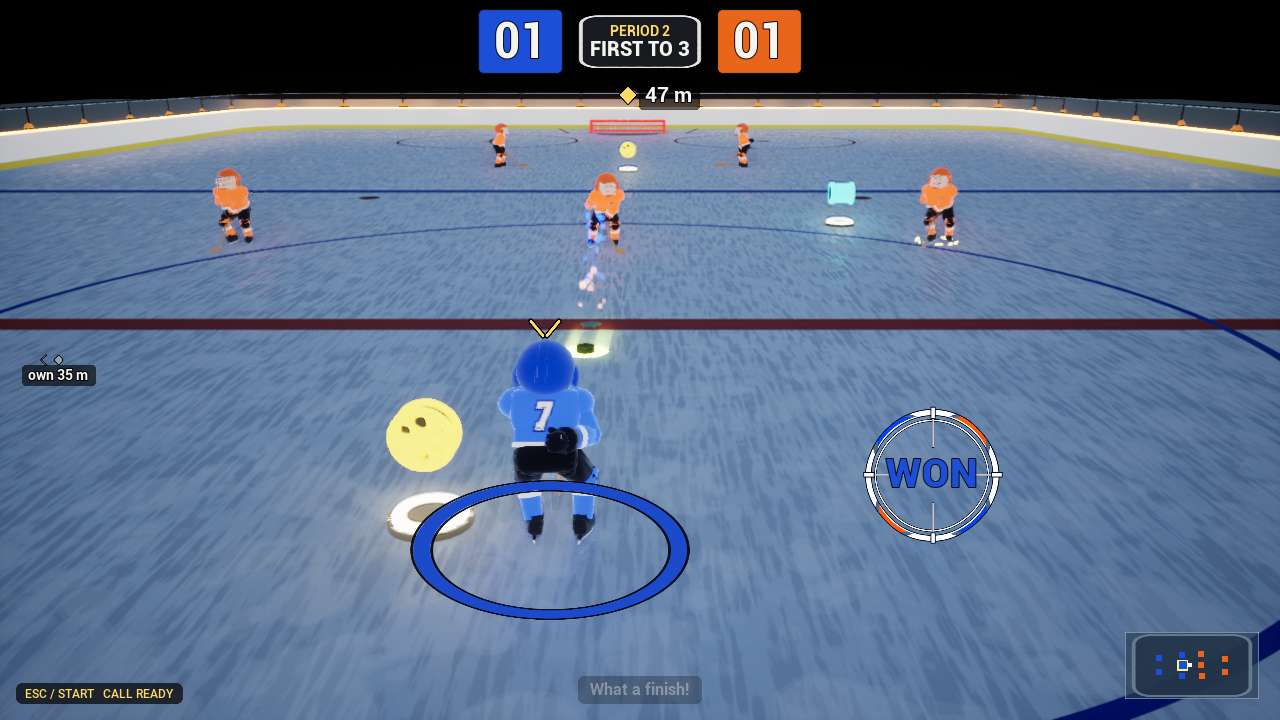 01
PERIOD 2
FIRST TO 3
01
47 m
own 35 m
7
WON
What a finish!
ESC / START CALL READY